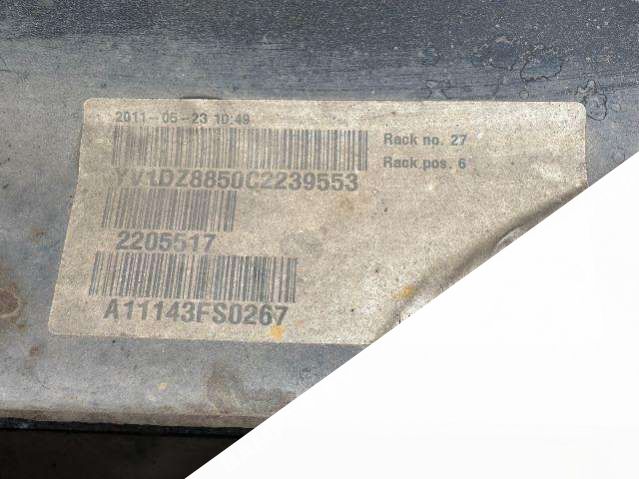 2011-05-23 10:49
Rack no. 27
Rack pos. 6
YV1DZ8850C2239553
2205517
A11143FS0267